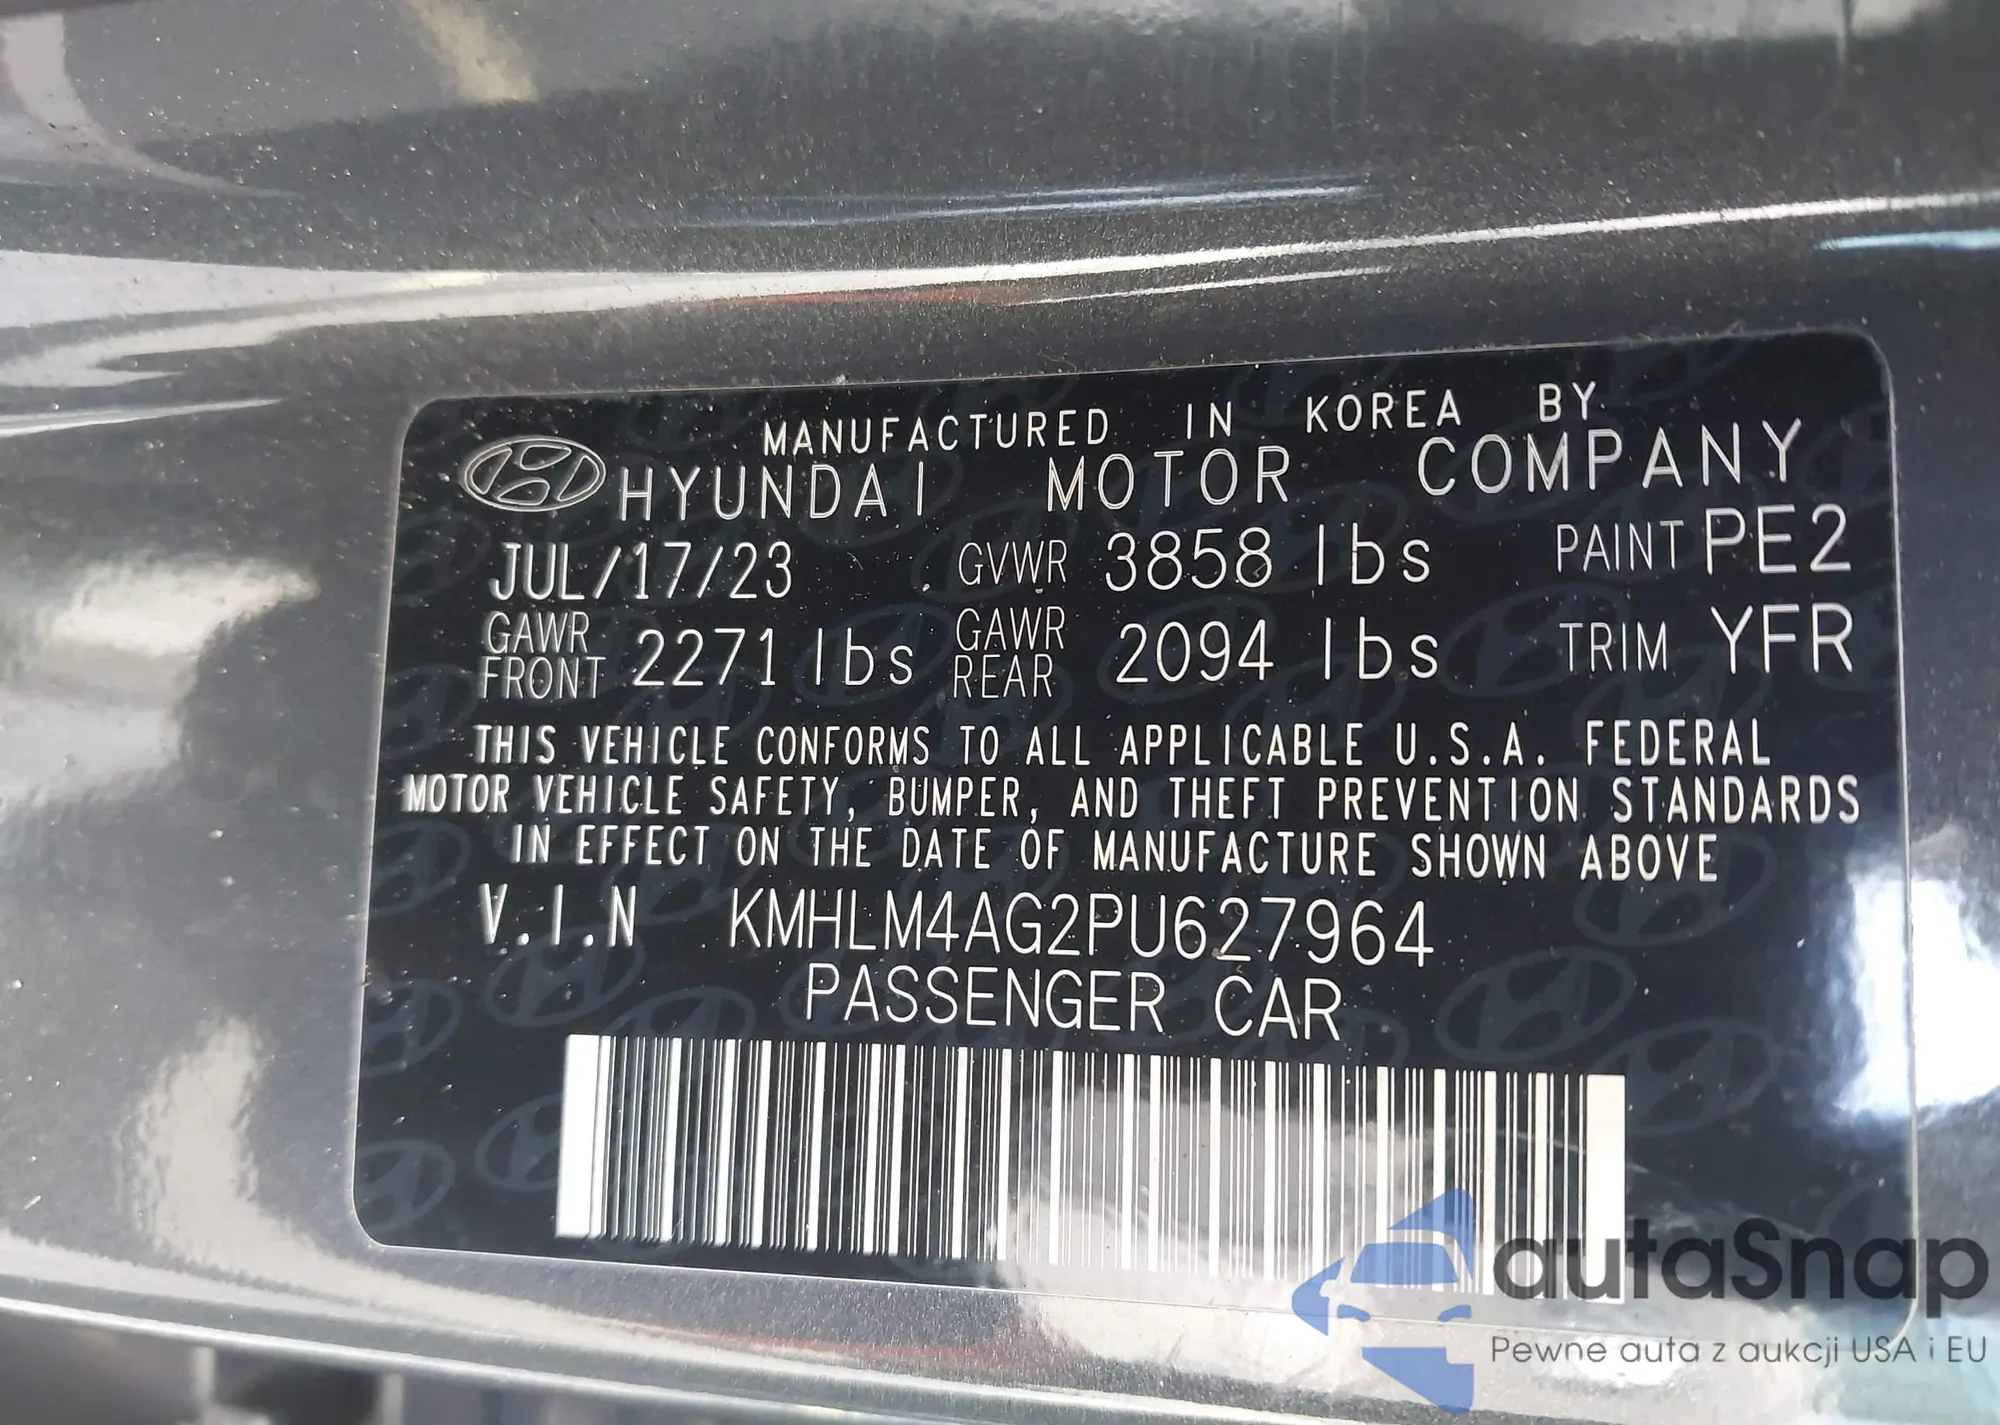 MANUFACTURED IN KOREA BY
HYUNDAI MOTOR COMPANY
JUL/17/23 GVWR 3858 lbs PAINT PE2
GAWR FRONT 2271 lbs GAWR REAR 2094 lbs TRIM YFR
THIS VEHICLE CONFORMS TO ALL APPLICABLE U.S.A. FEDERAL
MOTOR VEHICLE SAFETY, BUMPER, AND THEFT PREVENTION STANDARDS
IN EFFECT ON THE DATE OF MANUFACTURE SHOWN ABOVE
V.I.N KMHLM4AG2PU627964
PASSENGER CAR
autaSnap
Pewne auta z aukcji USA i EU